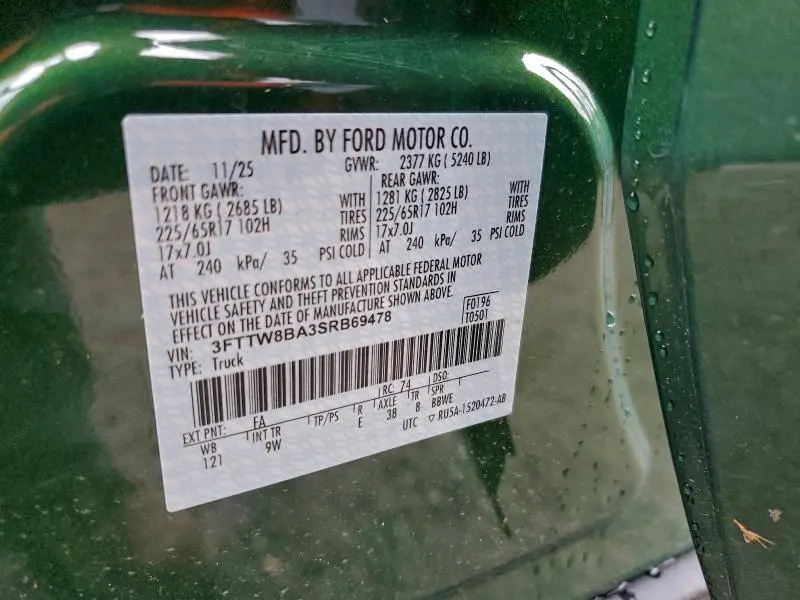 MFD. BY FORD MOTOR CO.
DATE: 11/25 GVWR: 2377 KG ( 5240 LB)
FRONT GAWR: REAR GAWR:
1218 KG ( 2685 LB) WITH 1281 KG ( 2825 LB) WITH
225/65R17 102H TIRES 225/65R17 102H TIRES
17x7.0J RIMS 17x7.0J RIMS
AT 240 kPa/ 35 PSI COLD AT 240 kPa/ 35 PSI COLD
THIS VEHICLE CONFORMS TO ALL APPLICABLE FEDERAL MOTOR
VEHICLE SAFETY AND THEFT PREVENTION STANDARDS IN
EFFECT ON THE DATE OF MANUFACTURE SHOWN ABOVE.
F0196
T0501
VIN: 3FTTW8BA3SRB69478
TYPE: Truck
EXT PNT: FA RC: 74 DSO:
WB INT TR TP/PS R AXLE TR SPR
121 9W E 38 8 BBWE
UTC ▽ RU5A-1520472-AB